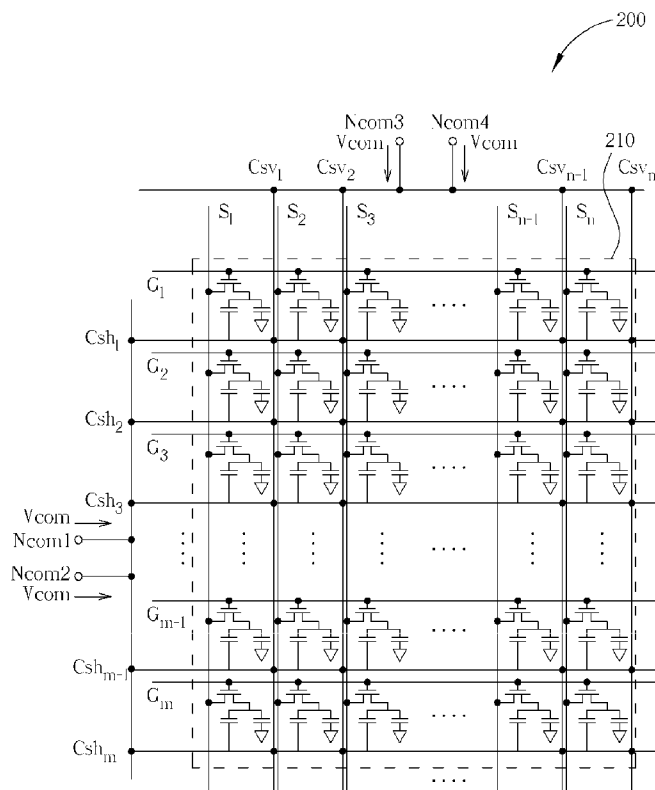 200
Ncom3 Ncom4
Vcom Vcom
210
Csv1 Csv2 Csvn-1 Csvn
S1 S2 S3 Sn-1 Sn
G1
Csh1
G2
Csh2
G3
Csh3
Vcom
Ncom1
Ncom2
Vcom
Gm-1
Cshm-1
Gm
Cshm